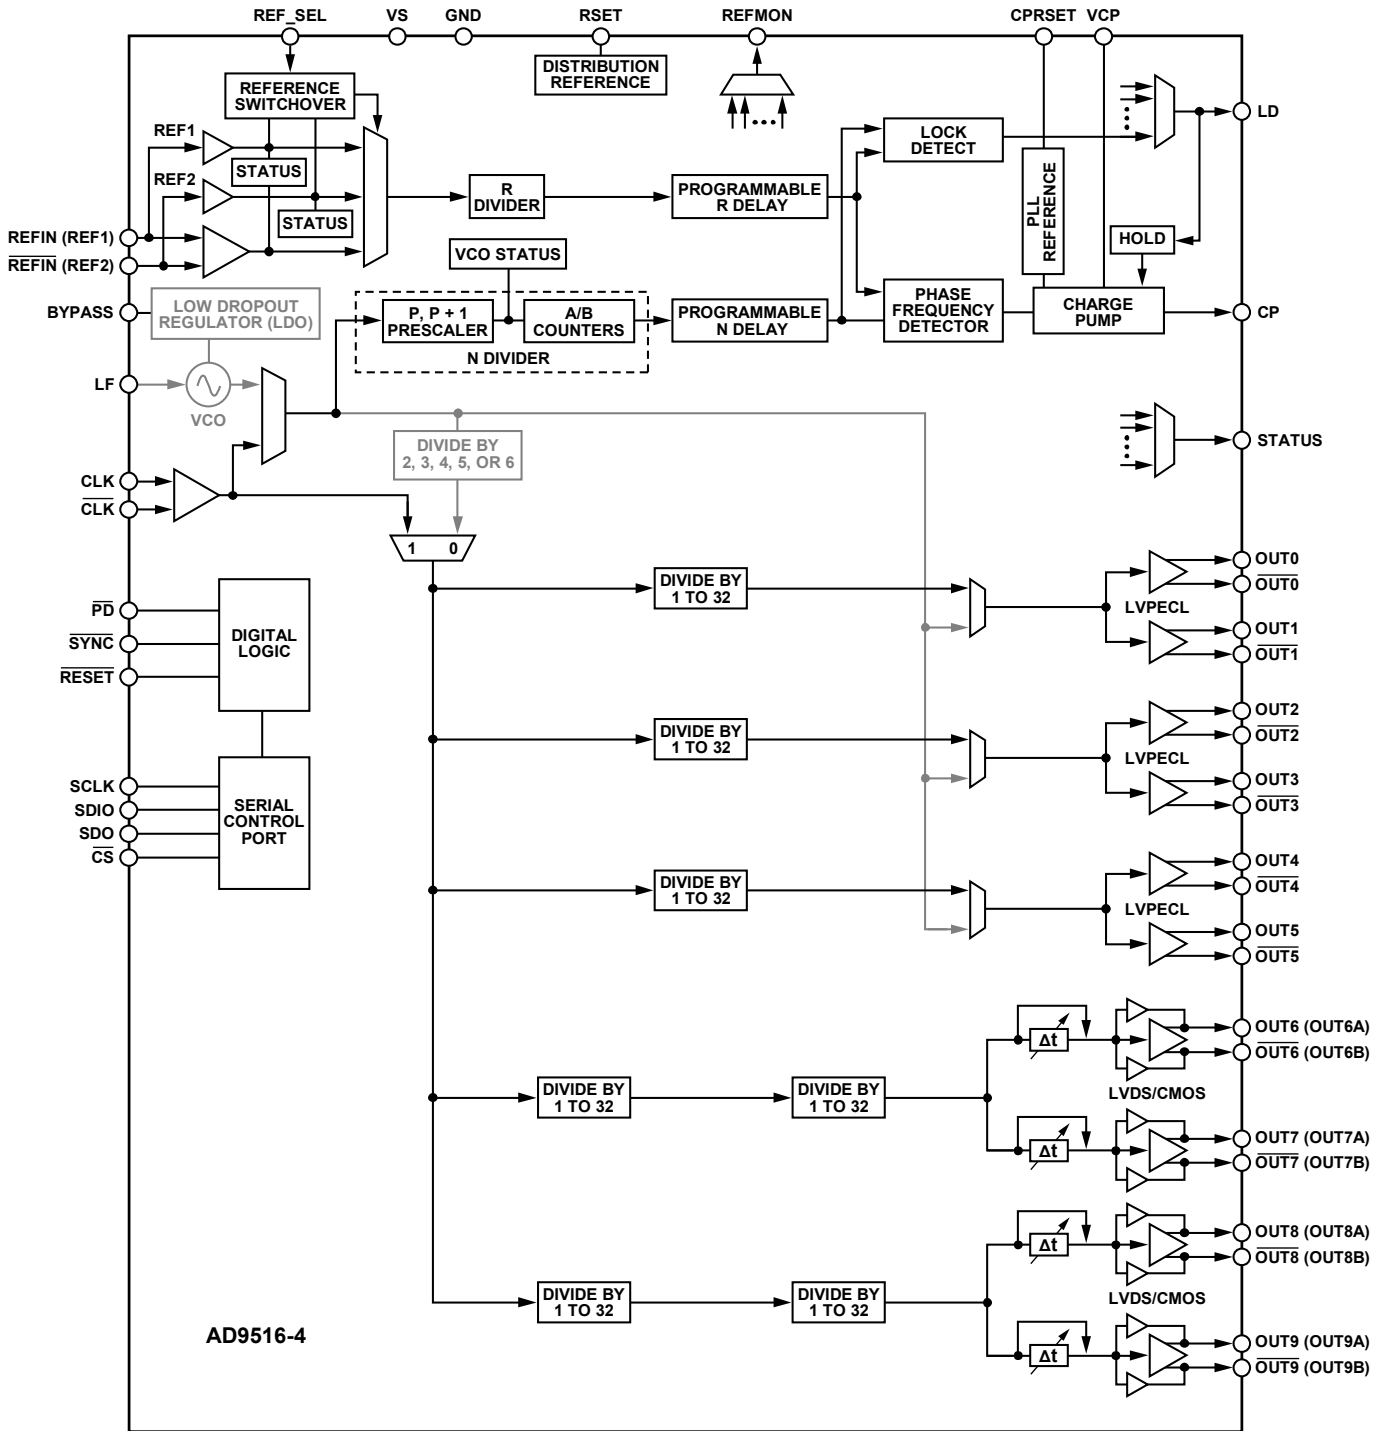 REF_SEL VS GND RSET REFMON CPRSET VCP
DISTRIBUTION
REFERENCE
REFERENCE
SWITCHOVER
LD
REF1
LOCK
DETECT
STATUS
REF2
R
DIVIDER
PROGRAMMABLE
R DELAY
PLL
REFERENCE
STATUS
REFIN (REF1)
HOLD
VCO STATUS
REFIN (REF2)
BYPASS
LOW DROPOUT
REGULATOR (LDO)
P, P + 1
PRESCALER
A/B
COUNTERS
PROGRAMMABLE
N DELAY
PHASE
FREQUENCY
DETECTOR
CHARGE
PUMP
CP
N DIVIDER
LF
VCO
DIVIDE BY
2, 3, 4, 5, OR 6
STATUS
CLK
CLK
1 0
DIVIDE BY
1 TO 32
OUT0
OUT0
LVPECL
OUT1
OUT1
PD
SYNC
RESET
DIGITAL
LOGIC
DIVIDE BY
1 TO 32
OUT2
OUT2
LVPECL
OUT3
OUT3
SCLK
SDIO
SDO
CS
SERIAL
CONTROL
PORT
DIVIDE BY
1 TO 32
OUT4
OUT4
LVPECL
OUT5
OUT5
DIVIDE BY
1 TO 32
DIVIDE BY
1 TO 32
Δt
OUT6 (OUT6A)
OUT6 (OUT6B)
LVDS/CMOS
Δt
OUT7 (OUT7A)
OUT7 (OUT7B)
DIVIDE BY
1 TO 32
DIVIDE BY
1 TO 32
Δt
OUT8 (OUT8A)
OUT8 (OUT8B)
LVDS/CMOS
Δt
OUT9 (OUT9A)
OUT9 (OUT9B)
AD9516-4